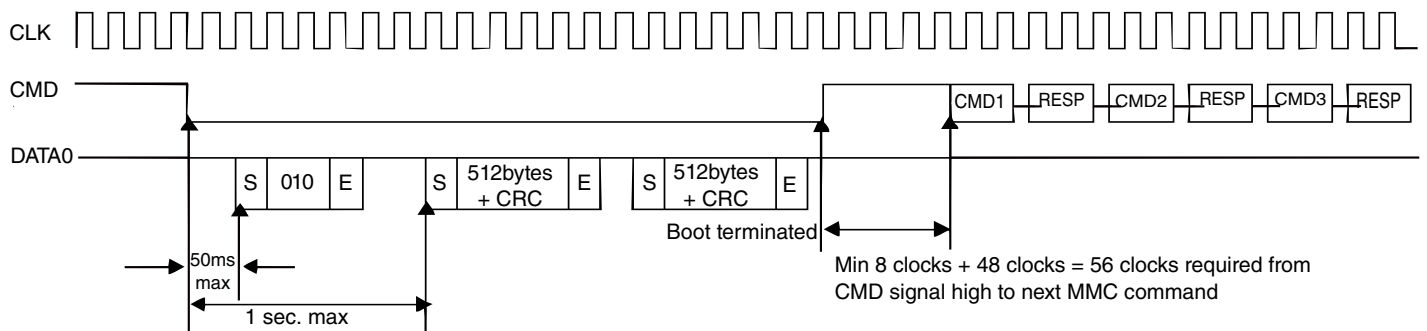 CLK
CMD
CMD1 RESP CMD2 RESP CMD3 RESP
DATA0
S 010 E S 512bytes + CRC E S 512bytes + CRC E
Boot terminated
50ms
max
1 sec. max
Min 8 clocks + 48 clocks = 56 clocks required from
CMD signal high to next MMC command